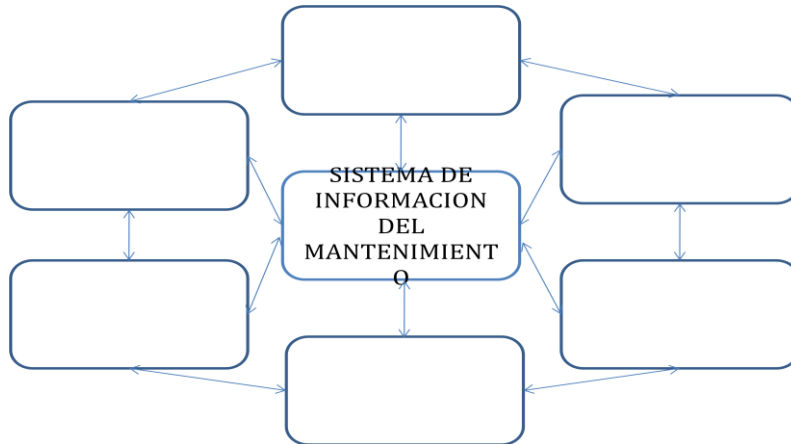 SISTEMA DE
INFORMACION
DEL
MANTENIMIENT
O